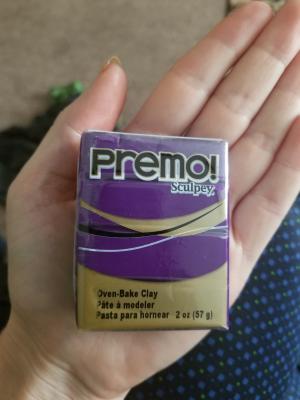 PREMO!
Sculpey
Oven-Bake Clay
Pâte à modeler
Pasta para hornear 2 oz (57 g)